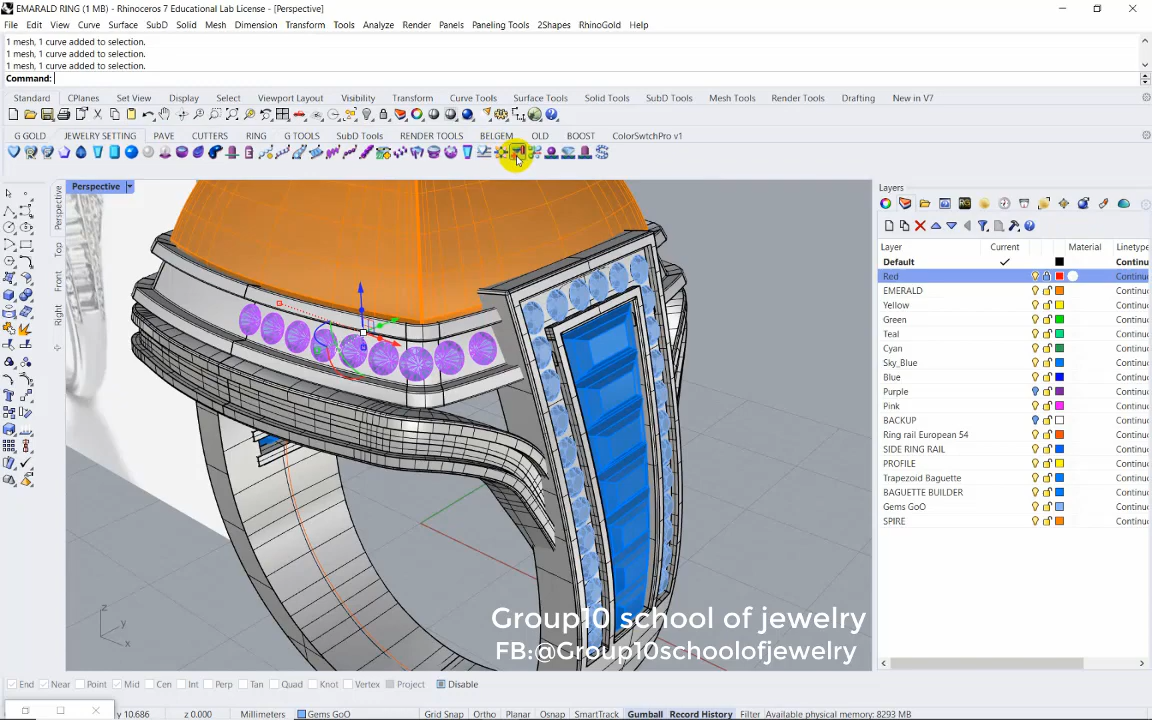 EMARALD RING (1 MB) - Rhinoceros 7 Educational Lab License - [Perspective]
File Edit View Curve Surface SubD Solid Mesh Dimension Transform Tools Analyze Render Panels Paneling Tools 2Shapes RhinoGold Help
1 mesh, 1 curve added to selection.
1 mesh, 1 curve added to selection.
1 mesh, 1 curve added to selection.
Command:
Standard CPlanes Set View Display Select Viewport Layout Visibility Transform Curve Tools Surface Tools Solid Tools SubD Tools Mesh Tools Render Tools Drafting New in V7
G GOLD JEWELRY SETTING PAVE CUTTERS RING G TOOLS SubD Tools RENDER TOOLS BELGEM OLD BOOST ColorSwtchPro v1
Perspective
Perspective
Top
Front
Right
Layers
Layer Current Material Linetype
Default Continu
Red Continu
EMERALD Continu
Yellow Continu
Green Continu
Teal Continu
Cyan Continu
Sky_Blue Continu
Blue Continu
Purple Continu
Pink Continu
BACKUP Continu
Ring rail European 54 Continu
SIDE RING RAIL Continu
PROFILE Continu
Trapezoid Baguette Continu
BAGUETTE BUILDER Continu
Gems GoO Continu
SPIRE Continu
z
y
x
Group10 school of jewelry
FB:@Group10schoolofjewelry
End Near Point Mid Cen Int Perp Tan Quad Knot Vertex Project Disable
y 10.686 z 0.000 Millimeters Gems GoO Grid Snap Ortho Planar Osnap SmartTrack Gumball Record History Filter Available physical memory: 8293 MB